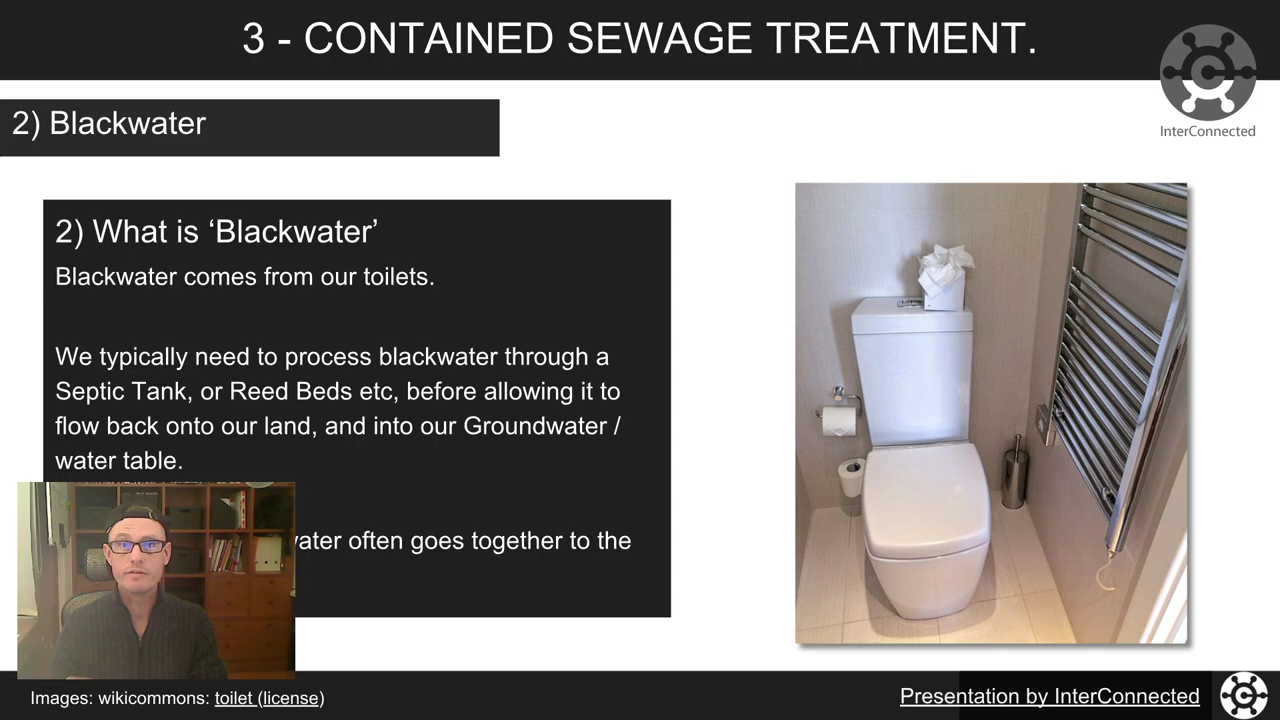 3 - CONTAINED SEWAGE TREATMENT.
InterConnected
2) Blackwater
2) What is ‘Blackwater’
Blackwater comes from our toilets.
We typically need to process blackwater through a
Septic Tank, or Reed Beds etc, before allowing it to
flow back onto our land, and into our Groundwater /
water table.
often goes together to the
Images: wikicommons: toilet (license)
Presentation by InterConnected